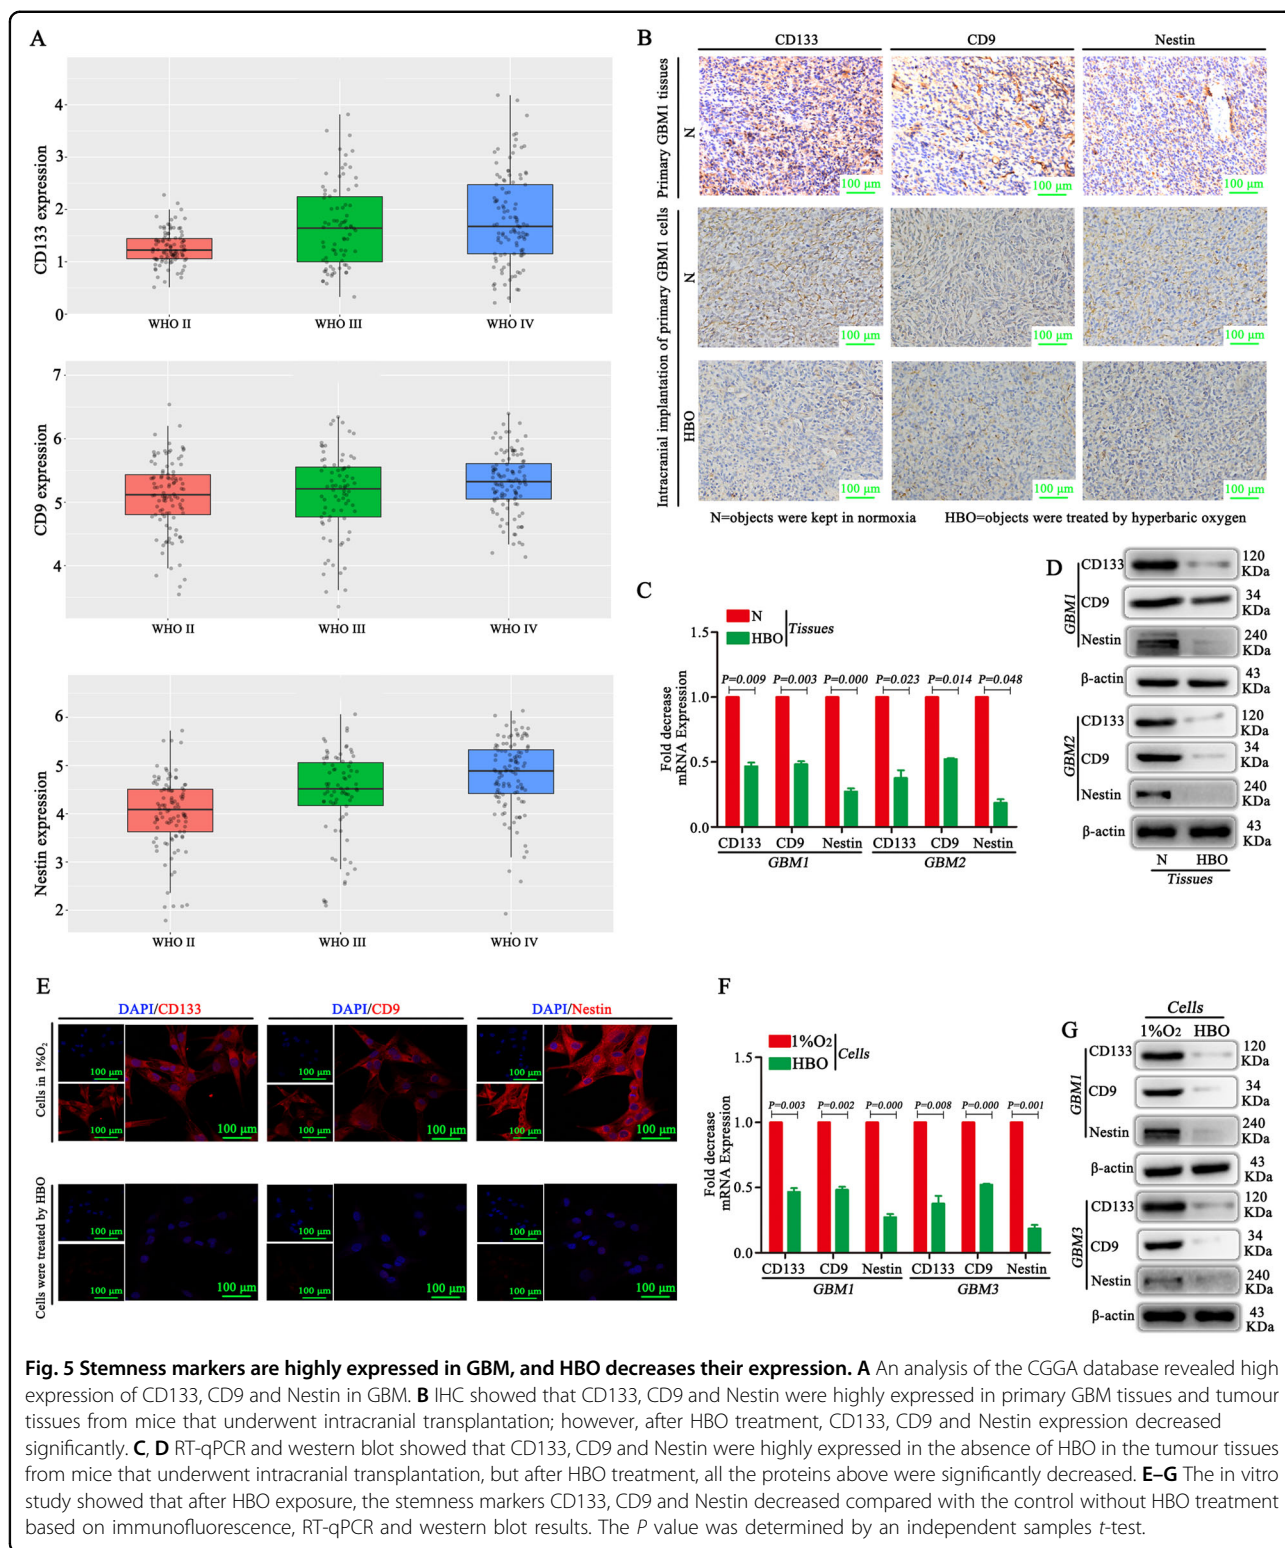 A
CD133 expression
4
3
2
1
0
WHO II WHO III WHO IV
CD9 expression
7
6
5
4
WHO II WHO III WHO IV
Nestin expression
6
5
4
3
2
WHO II WHO III WHO IV
B
CD133 CD9 Nestin
Primary GBM1 tissues
N
100 μm 100 μm 100 μm
Intracranial implantation of primary GBM1 cells
N
100 μm 100 μm 100 μm
HBO
100 μm 100 μm 100 μm
N=objects were kept in normoxia HBO=objects were treated by hyperbaric oxygen
C
N
HBO
Tissues
Fold decrease
mRNA Expression
1.5
1.0
0.5
0.0
P=0.009 P=0.003 P=0.000 P=0.023 P=0.014 P=0.048
CD133 CD9 Nestin CD133 CD9 Nestin
GBM1 GBM2
D
GBM1
CD133 120 KDa
CD9 34 KDa
Nestin 240 KDa
β-actin 43 KDa
GBM2
CD133 120 KDa
CD9 34 KDa
Nestin 240 KDa
β-actin 43 KDa
N HBO
Tissues
E
DAPI/CD133 DAPI/CD9 DAPI/Nestin
Cells in 1%O2
100 μm 100 μm 100 μm
100 μm 100 μm 100 μm 100 μm 100 μm 100 μm
Cells were treated by HBO
100 μm 100 μm 100 μm
100 μm 100 μm 100 μm 100 μm 100 μm 100 μm
F
1%O2
HBO
Cells
Fold decrease
mRNA Expression
1.5
1.0
0.5
0.0
P=0.003 P=0.002 P=0.000 P=0.008 P=0.000 P=0.001
CD133 CD9 Nestin CD133 CD9 Nestin
GBM1 GBM3
G
Cells
1%O2 HBO
GBM1
CD133 120 KDa
CD9 34 KDa
Nestin 240 KDa
β-actin 43 KDa
GBM3
CD133 120 KDa
CD9 34 KDa
Nestin 240 KDa
β-actin 43 KDa
Fig. 5 Stemness markers are highly expressed in GBM, and HBO decreases their expression. A An analysis of the CGGA database revealed high
expression of CD133, CD9 and Nestin in GBM. B IHC showed that CD133, CD9 and Nestin were highly expressed in primary GBM tissues and tumour
tissues from mice that underwent intracranial transplantation; however, after HBO treatment, CD133, CD9 and Nestin expression decreased
significantly. C, D RT-qPCR and western blot showed that CD133, CD9 and Nestin were highly expressed in the absence of HBO in the tumour tissues
from mice that underwent intracranial transplantation, but after HBO treatment, all the proteins above were significantly decreased. E–G The in vitro
study showed that after HBO exposure, the stemness markers CD133, CD9 and Nestin decreased compared with the control without HBO treatment
based on immunofluorescence, RT-qPCR and western blot results. The P value was determined by an independent samples t-test.